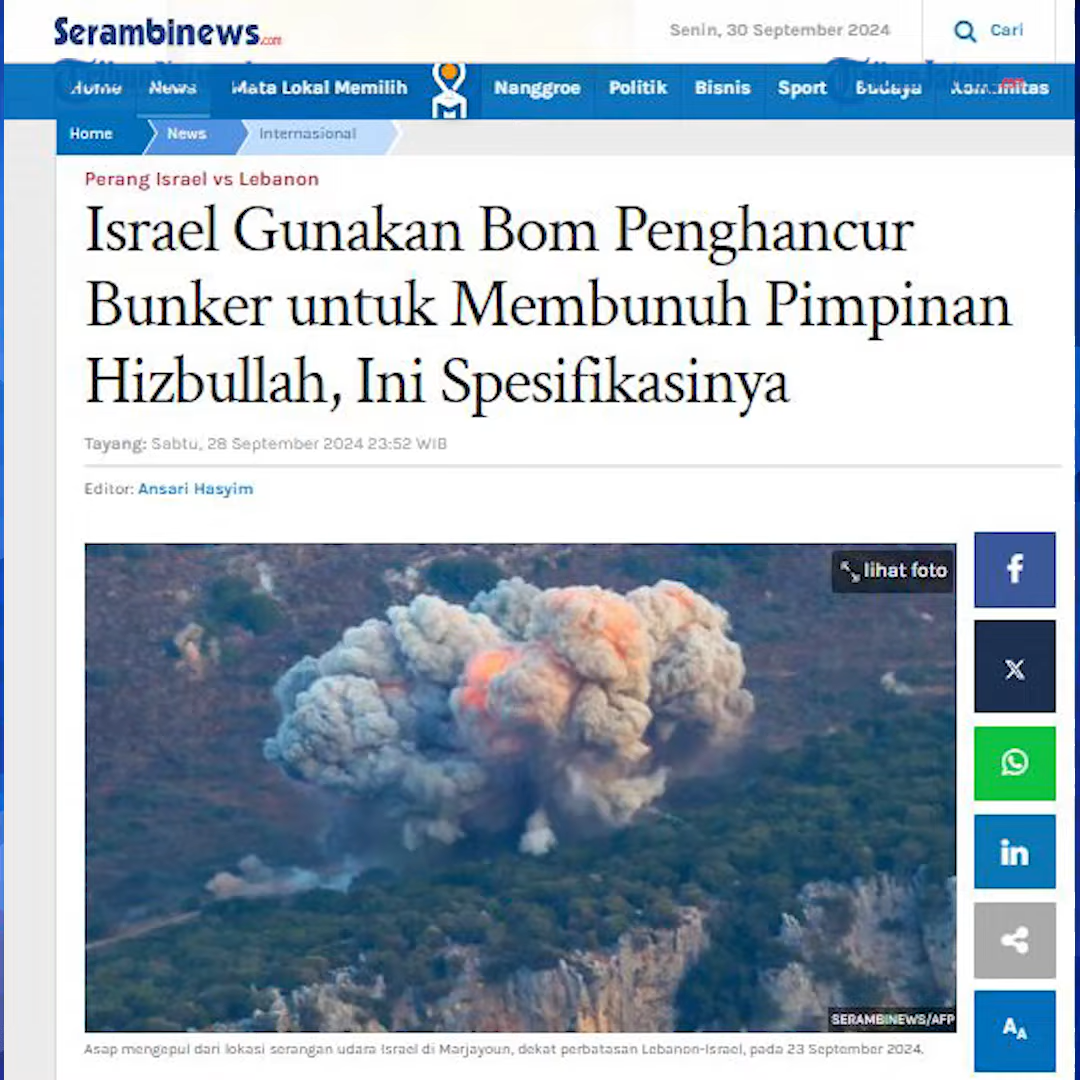 Serambinews.com
Senin, 30 September 2024
Cari
Home News Mata Lokal Memilih Nanggroe Politik Bisnis Sport Budaya Komunitas
Home News Internasional
Perang Israel vs Lebanon
Israel Gunakan Bom Penghancur
Bunker untuk Membunuh Pimpinan
Hizbullah, Ini Spesifikasinya
Tayang: Sabtu, 28 September 2024 23:52 WIB
Editor: Ansari Hasyim
lihat foto
SERAMBINEWS/AFP
Asap mengepul dari lokasi serangan udara Israel di Marjayoun, dekat perbatasan Lebanon-Israel, pada 23 September 2024.